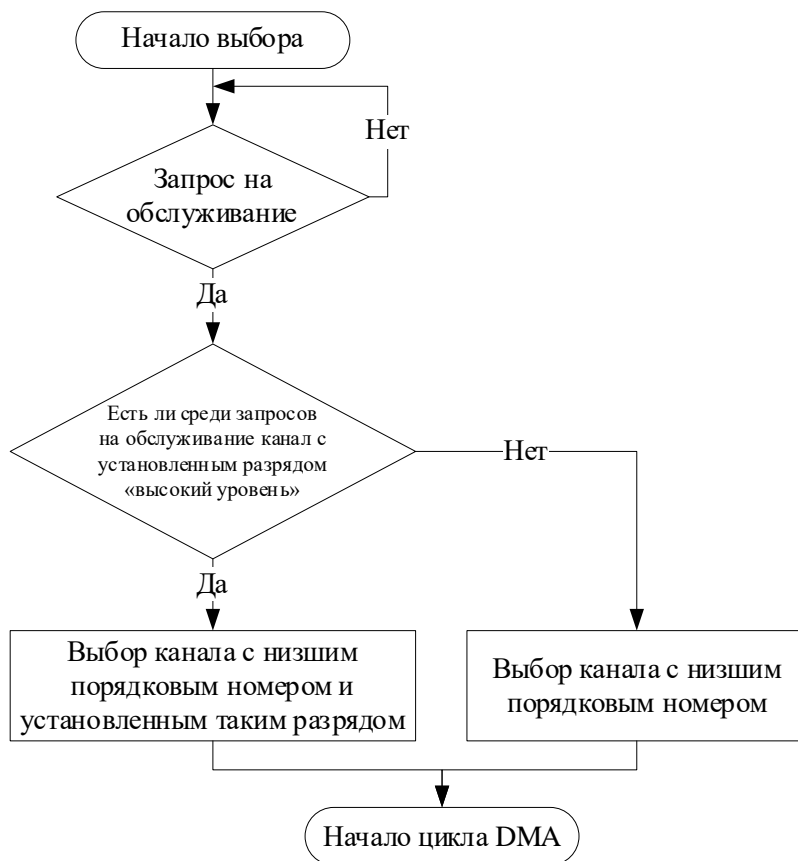 Начало выбора
Нет
Запрос на
обслуживание
Да
Есть ли среди запросов
на обслуживание канал с
установленным разрядом
«высокий уровень»
Нет
Да
Выбор канала с низшим
порядковым номером и
установленным таким разрядом
Выбор канала с низшим
порядковым номером
Начало цикла DMA